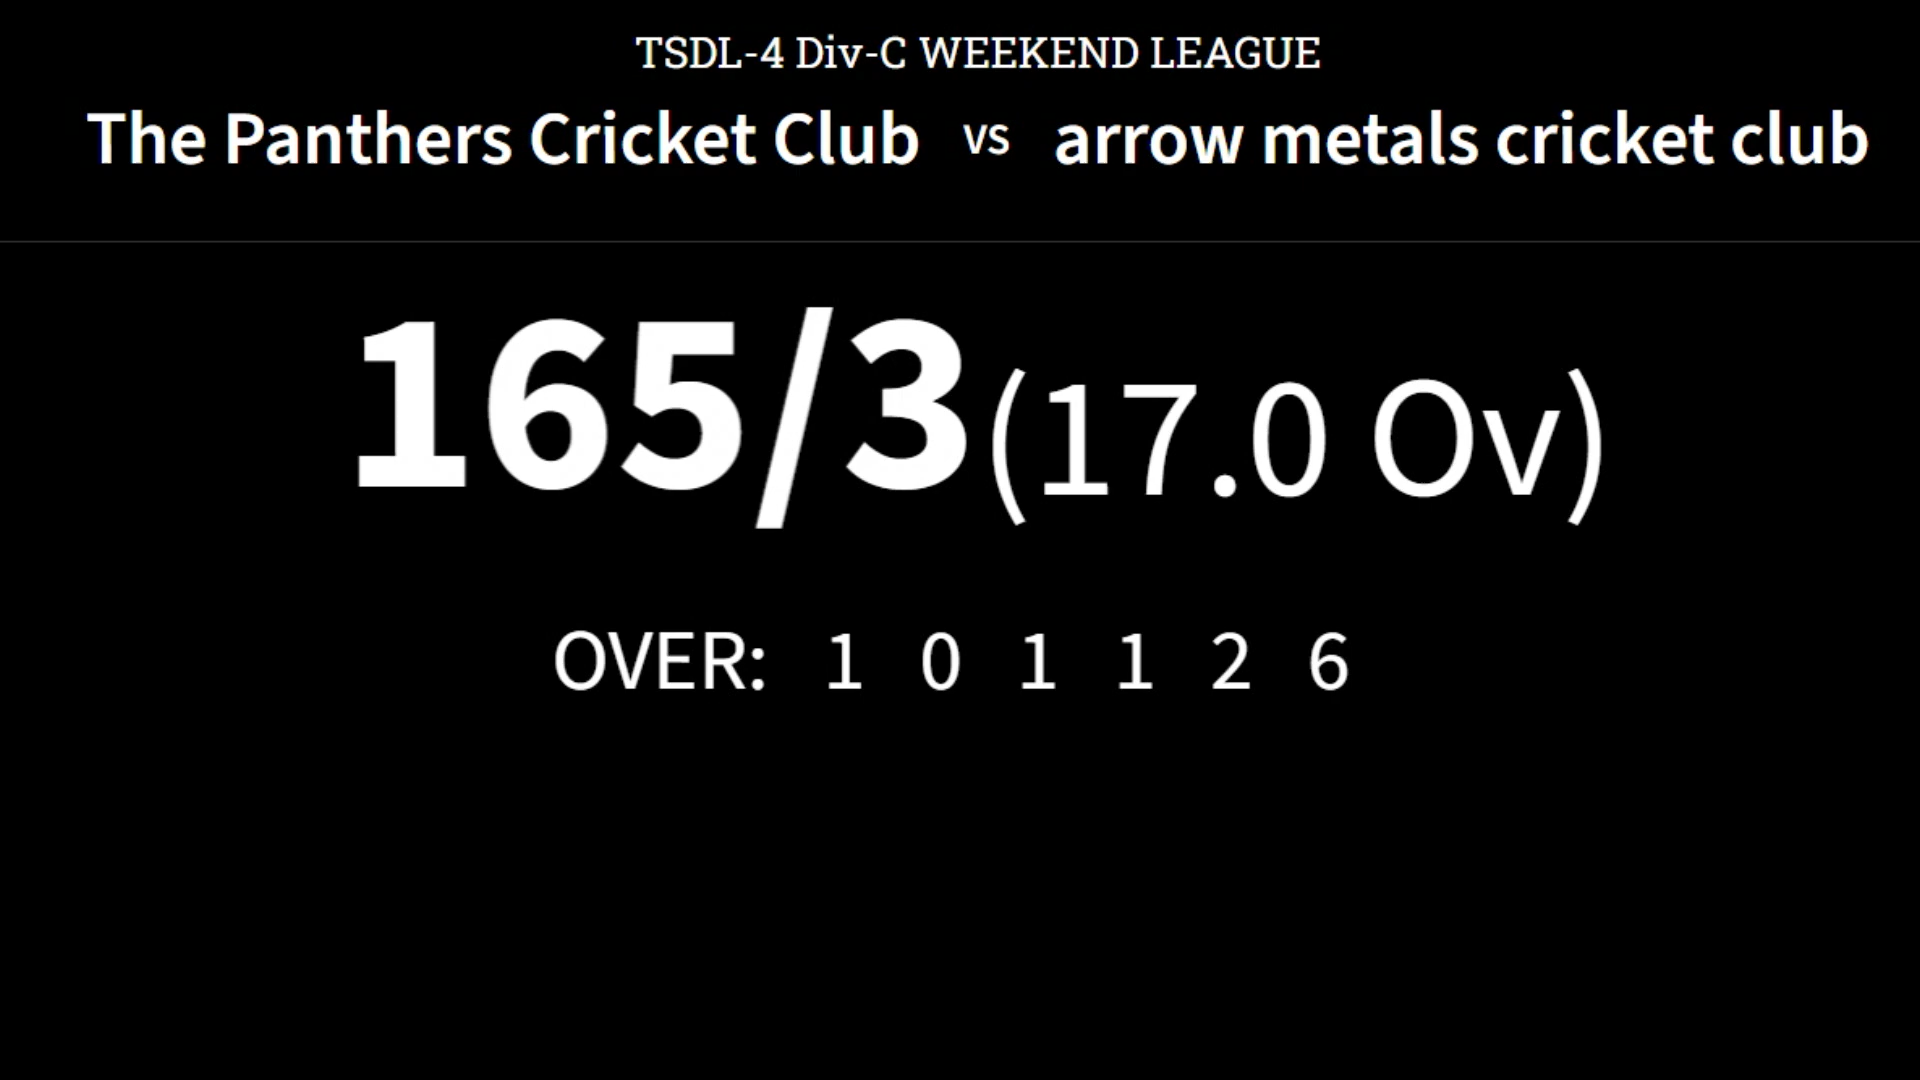 TSDL-4 Div-C WEEKEND LEAGUE
The Panthers Cricket Club vs arrow metals cricket club
165/3(17.0 Ov)
OVER: 1 0 1 1 2 6